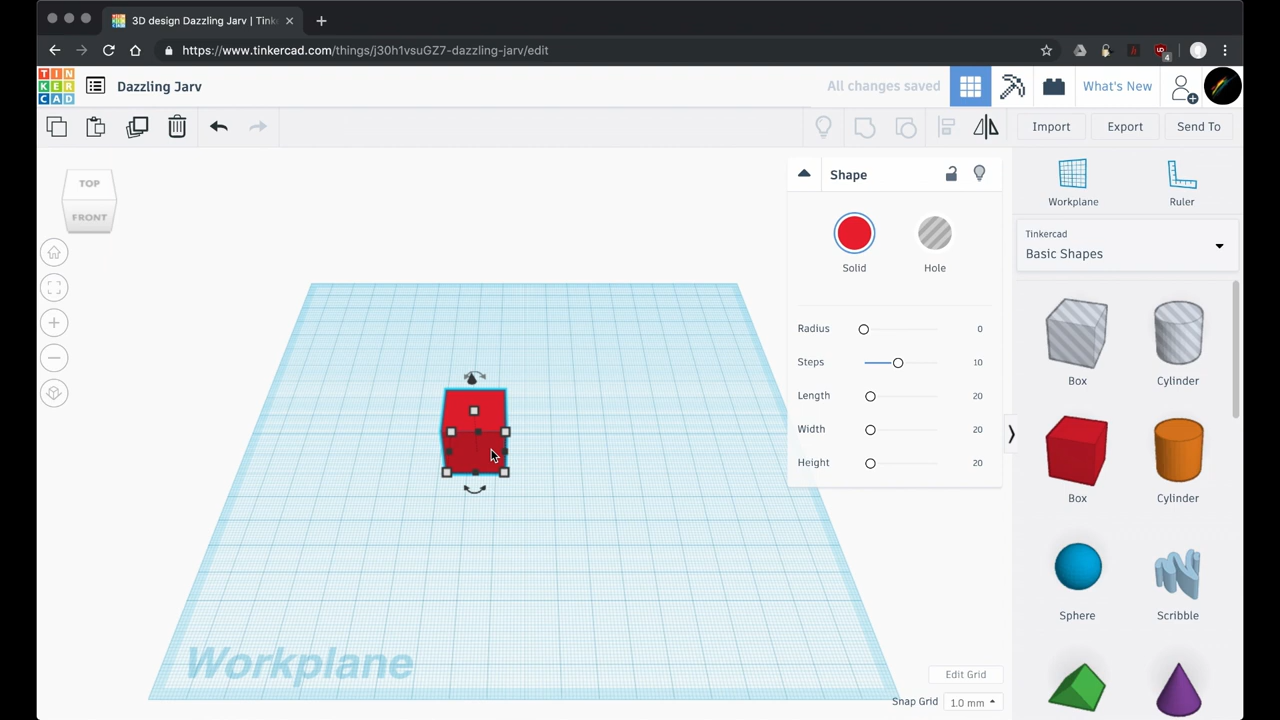 3D design Dazzling Jarv | Tink
https://www.tinkercad.com/things/j30h1vsuGZ7-dazzling-jarv/edit
4
TIN
KER
CAD
Dazzling Jarv
All changes saved
What's New
Import
Export
Send To
TOP
FRONT
Shape
Solid
Hole
Radius 0
Steps 10
Length 20
Width 20
Height 20
Workplane
Ruler
Tinkercad
Basic Shapes
Box
Cylinder
Box
Cylinder
Sphere
Scribble
Workplane
Edit Grid
Snap Grid 1.0 mm